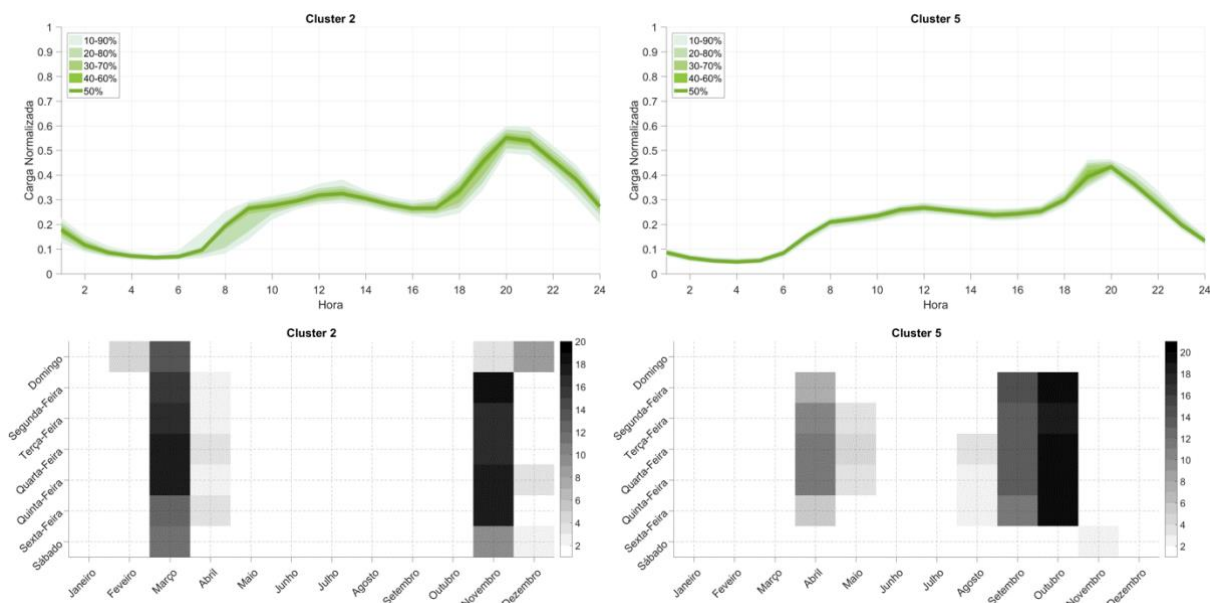 Cluster 2
1
0.9
0.8
0.7
0.6
0.5
0.4
0.3
0.2
0.1
0
Carga Normalizada
10-90%
20-80%
30-70%
40-60%
50%
2 4 6 8 10 12 14 16 18 20 22 24
Hora
Cluster 5
1
0.9
0.8
0.7
0.6
0.5
0.4
0.3
0.2
0.1
0
Carga Normalizada
10-90%
20-80%
30-70%
40-60%
50%
2 4 6 8 10 12 14 16 18 20 22 24
Hora
Cluster 2
Domingo
Segunda-Feira
Terça-Feira
Quarta-Feira
Quinta-Feira
Sexta-Feira
Sábado
Janeiro
Feveiro
Março
Abril
Maio
Junho
Julho
Agosto
Setembro
Outubro
Novembro
Dezembro
20
18
16
14
12
10
8
6
4
2
Cluster 5
Domingo
Segunda-Feira
Terça-Feira
Quarta-Feira
Quinta-Feira
Sexta-Feira
Sábado
Janeiro
Feveiro
Março
Abril
Maio
Junho
Julho
Agosto
Setembro
Outubro
Novembro
Dezembro
20
18
16
14
12
10
8
6
4
2